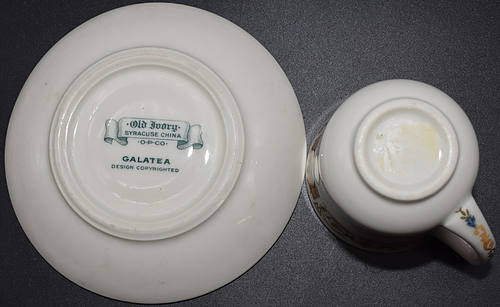 Old Ivory
SYRACUSE CHINA
·O·P·CO·
GALATEA
DESIGN COPYRIGHTED